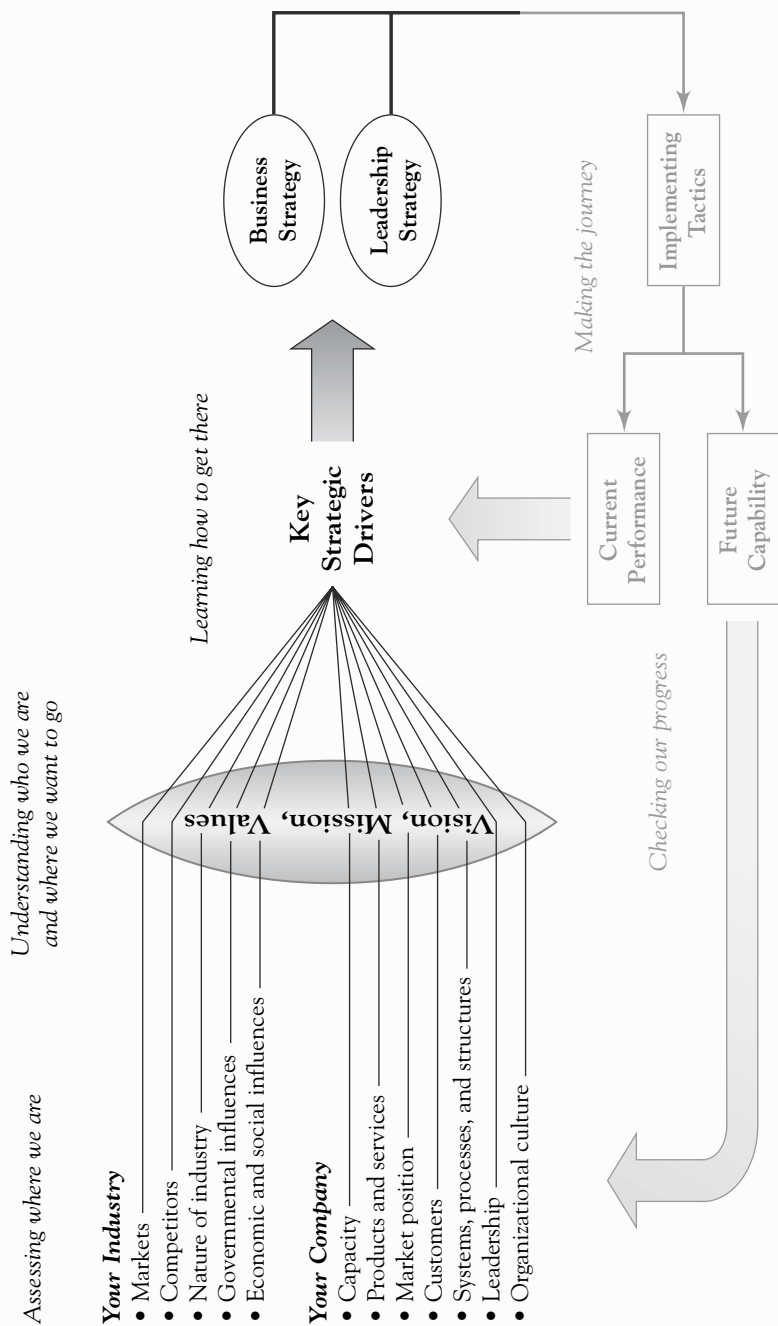 Assessing where we are
Understanding who we are
and where we want to go
Learning how to get there
Your Industry
• Markets
• Competitors
• Nature of industry
• Governmental influences
• Economic and social influences
Your Company
• Capacity
• Products and services
• Market position
• Customers
• Systems, processes, and structures
• Leadership
• Organizational culture
Vision, Mission, Values
Key
Strategic
Drivers
Business
Strategy
Leadership
Strategy
Making the journey
Implementing
Tactics
Current
Performance
Future
Capability
Checking our progress